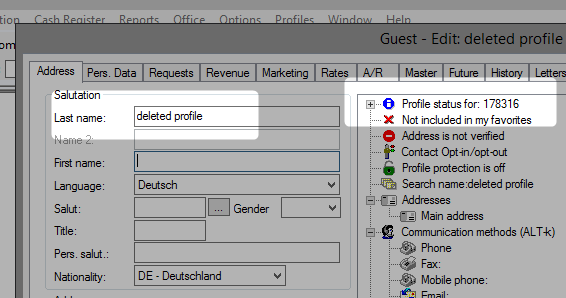 ition Cash Register Reports Office Options Profiles Window Help
Guest - Edit: deleted profile
Address Pers. Data Requests Revenue Marketing Rates A/R Master Future History Letters
Salutation
Last name: deleted profile
Name 2:
First name:
Language: Deutsch
Salut: ... Gender
Title:
Pers. salut.:
Nationality: DE - Deutschland
Profile status for: 178316
Not included in my favorites
Address is not verified
Contact Opt-in/opt-out
Profile protection is off
Search name:deleted profile
Addresses
Main address
Communication methods (ALT-k)
Phone
Fax:
Mobile phone:
Email: